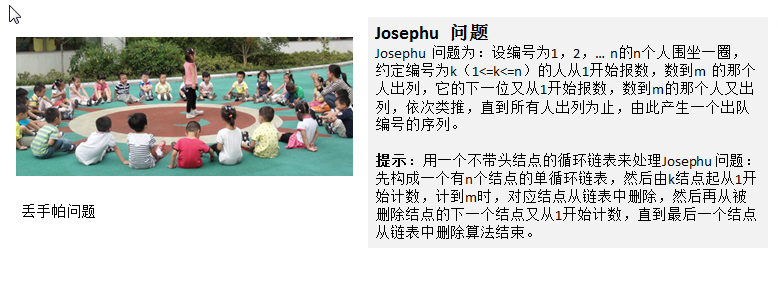 Josephu 问题
Josephu 问题为：设编号为1，2，… n的n个人围坐一圈，
约定编号为k（1<=k<=n）的人从1开始报数，数到m 的那个
人出列，它的下一位又从1开始报数，数到m的那个人又出
列，依次类推，直到所有人出列为止，由此产生一个出队
编号的序列。
提示：用一个不带头结点的循环链表来处理Josephu 问题：
先构成一个有n个结点的单循环链表，然后由k结点起从1开
始计数，计到m时，对应结点从链表中删除，然后再从被
删除结点的下一个结点又从1开始计数，直到最后一个结点
从链表中删除算法结束。
丢手帕问题